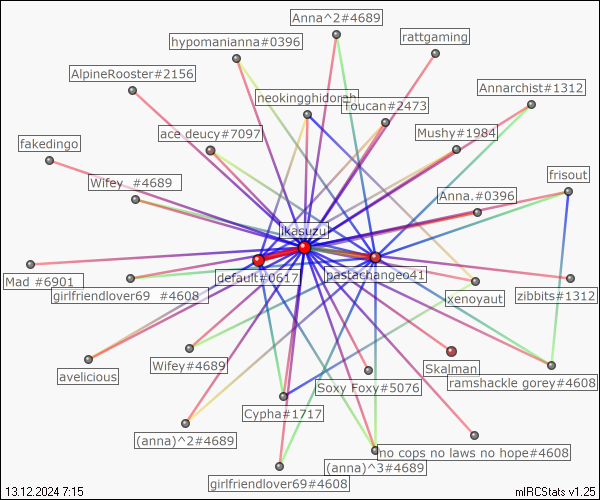 Anna^2#4689
rattgaming
hypomanianna#0396
AlpineRooster#2156
Annarchist#1312
neokingghidorah
Toucan#2473
ace deucy#7097
Mushy#1984
fakedingo
frisout
Wifey #4689
Anna.#0396
ikasuzu
default#0617
pastachangeo41
Mad #6901
girlfriendlover69 #4608
xenoyaut
zibbits#1312
Wifey#4689
avelicious
Skalman
Soxy Foxy#5076
ramshackle gorey#4608
Cypha#1717
(anna)^2#4689
no cops no laws no hope#4608
(anna)^3#4689
girlfriendlover69#4608
13.12.2024 7:15
mIRCStats v1.25